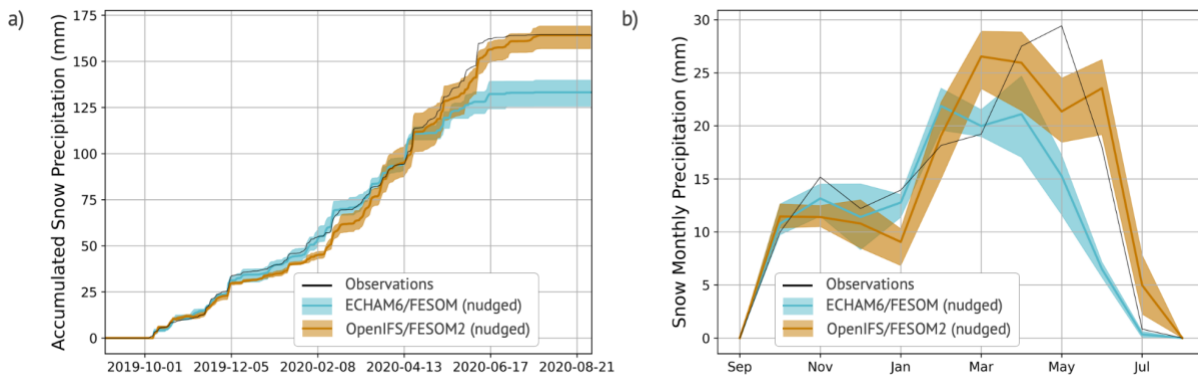 a)
Accumulated Snow Precipitation (mm)
175
150
125
100
75
50
25
0
2019-10-01 2019-12-05 2020-02-08 2020-04-13 2020-06-17 2020-08-21
Observations
ECHAM6/FESOM (nudged)
OpenIFS/FESOM2 (nudged)
b)
Snow Monthly Precipitation (mm)
30
25
20
15
10
5
0
Sep Nov Jan Mar May Jul
Observations
ECHAM6/FESOM (nudged)
OpenIFS/FESOM2 (nudged)